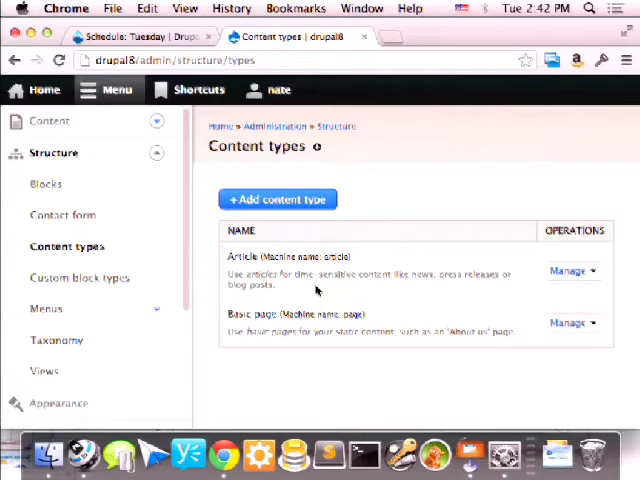 Chrome File Edit View History Bookmarks Window Help Tue 2:42 PM
Schedule: Tuesday | Drup
Content types | drupal8
drupal8/admin/structure/types
Home Menu Shortcuts nate
Content
Structure
Blocks
Contact form
Content types
Custom block types
Menus
Taxonomy
Views
Appearance
Home » Administration » Structure
Content types
+ Add content type
NAME OPERATIONS
Article (Machine name: article)
Use articles for time-sensitive content like news, press releases or
blog posts.
Manage
Basic page (Machine name: page)
Use basic pages for your static content, such as an 'About us' page.
Manage